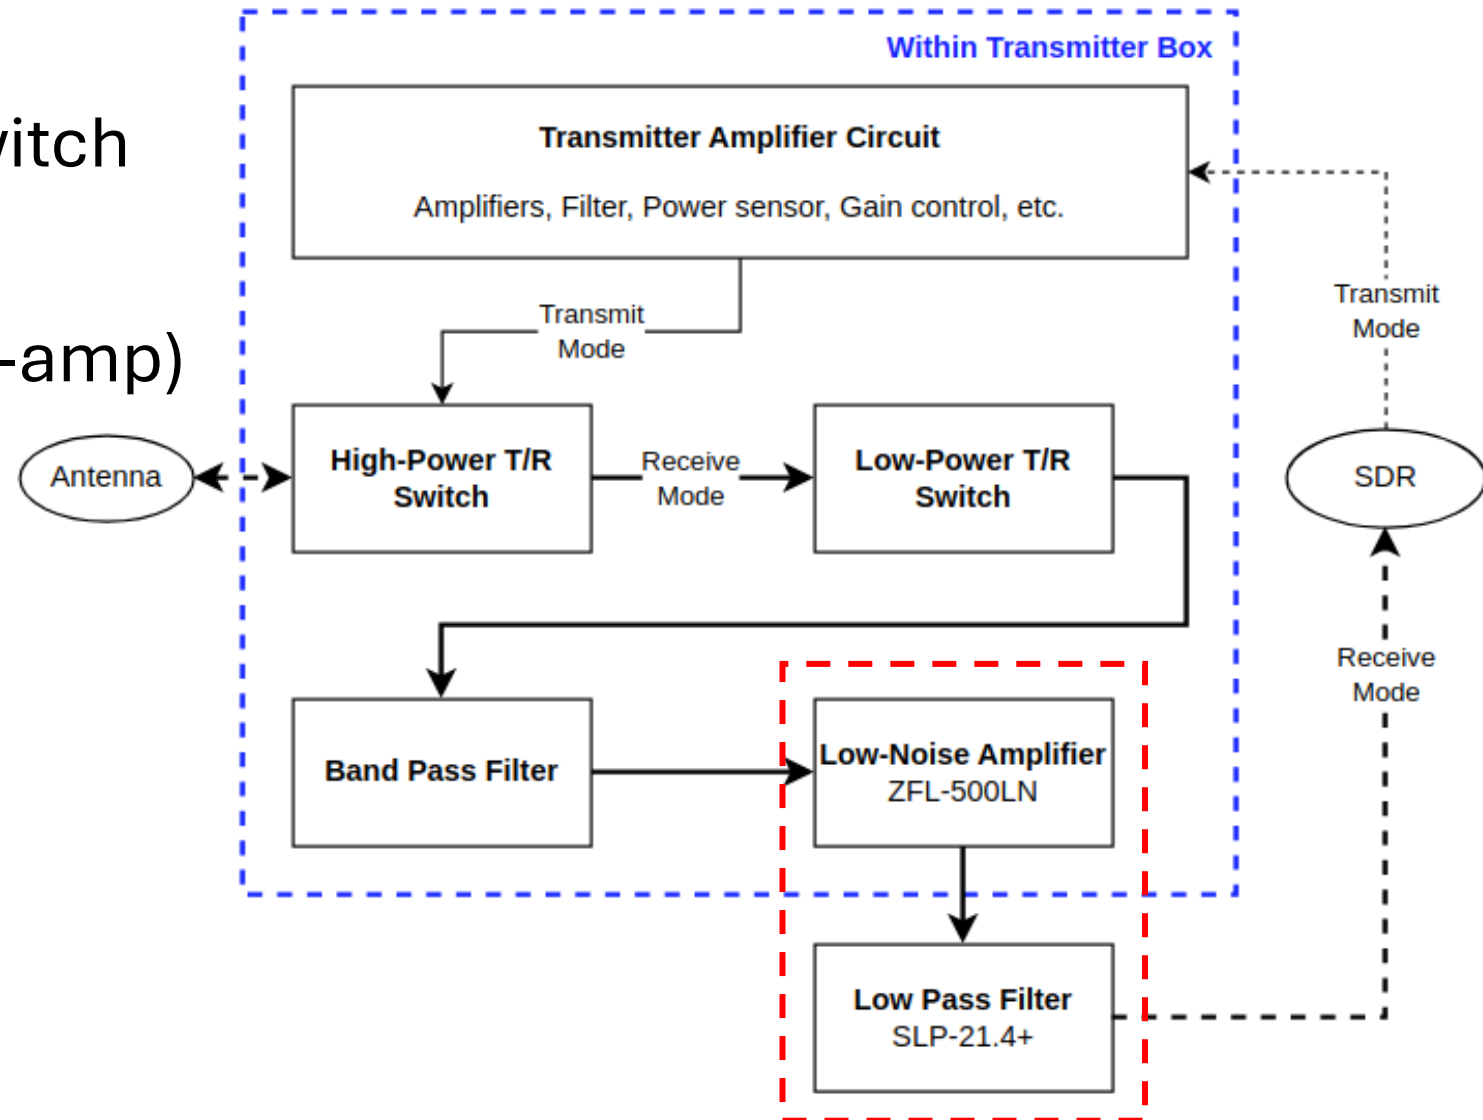 Within Transmitter Box
Transmitter Amplifier Circuit
Amplifiers, Filter, Power sensor, Gain control, etc.
witch
-amp)
Transmit
Mode
Transmit
Mode
Antenna
High-Power T/R
Switch
Receive
Mode
Low-Power T/R
Switch
SDR
Receive
Mode
Band Pass Filter
Low-Noise Amplifier
ZFL-500LN
Low Pass Filter
SLP-21.4+